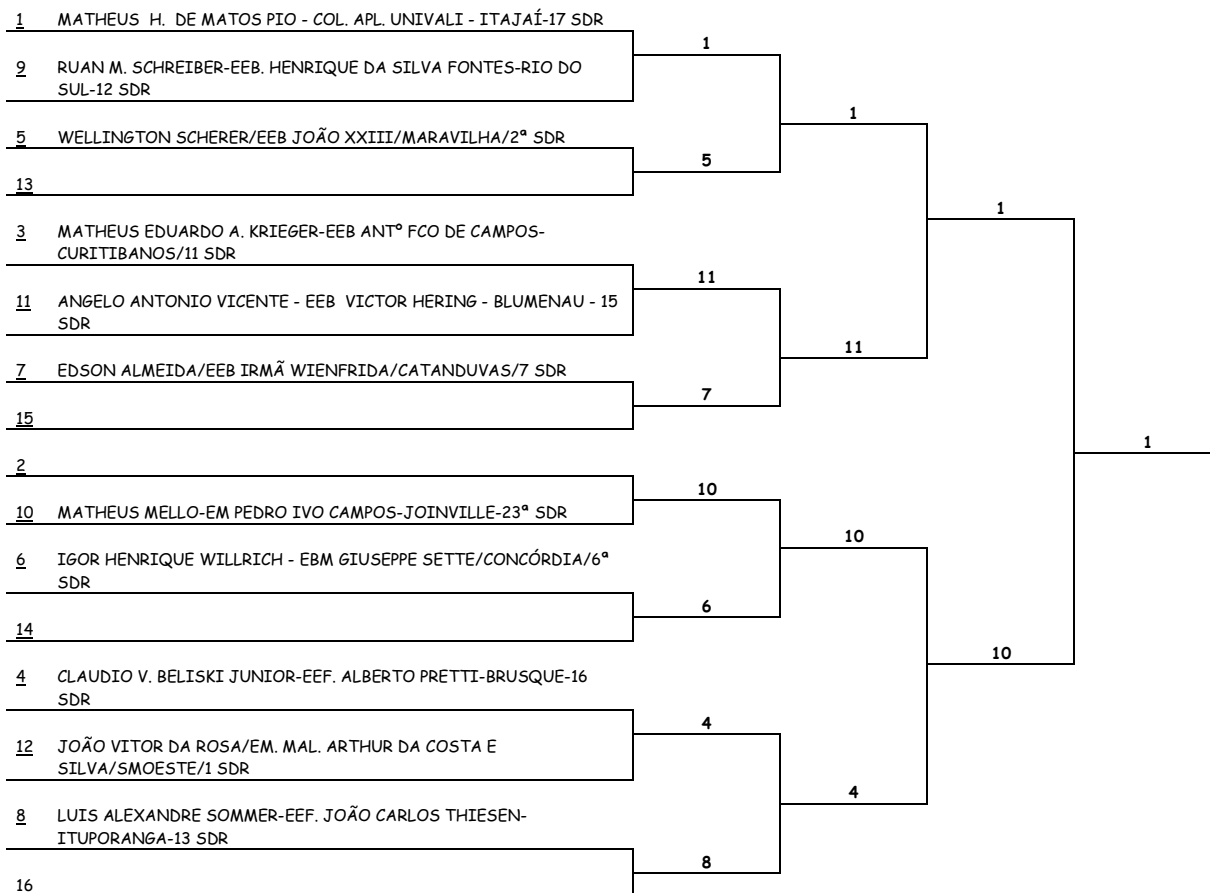 1 MATHEUS H. DE MATOS PIO - COL. APL. UNIVALI - ITAJAÍ-17 SDR
1
9 RUAN M. SCHREIBER-EEB. HENRIQUE DA SILVA FONTES-RIO DO
SUL-12 SDR
1
5 WELLINGTON SCHERER/EEB JOÃO XXIII/MARAVILHA/2ª SDR
5
13
1
3 MATHEUS EDUARDO A. KRIEGER-EEB ANTº FCO DE CAMPOS-
CURITIBANOS/11 SDR
11
11 ANGELO ANTONIO VICENTE - EEB VICTOR HERING - BLUMENAU - 15
SDR
11
7 EDSON ALMEIDA/EEB IRMÃ WIENFRIDA/CATANDUVAS/7 SDR
7
15
1
2
10
10 MATHEUS MELLO-EM PEDRO IVO CAMPOS-JOINVILLE-23ª SDR
10
6 IGOR HENRIQUE WILLRICH - EBM GIUSEPPE SETTE/CONCÓRDIA/6ª
SDR
6
14
10
4 CLAUDIO V. BELISKI JUNIOR-EEF. ALBERTO PRETTI-BRUSQUE-16
SDR
4
12 JOÃO VITOR DA ROSA/EM. MAL. ARTHUR DA COSTA E
SILVA/SMOESTE/1 SDR
4
8 LUIS ALEXANDRE SOMMER-EEF. JOÃO CARLOS THIESEN-
ITUPORANGA-13 SDR
8
16